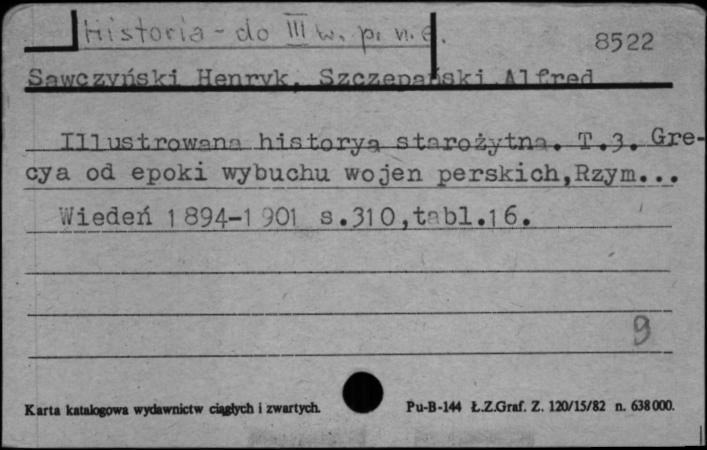 Historia - do III w. p. n. e.
8522
Sawczyński Henryk, Szczepański Alfred
Illustrowana historya starożytna. T.3. Gre-
cya od epoki wybuchu wojen perskich,Rzym...
Wiedeń 1894-1901 s.310,tabl.16.
9
Karta katalogowa wydawnictw ciągłych i zwartych.
Pu-B-144 Ł.Z.Graf. Z. 120/15/82 n. 638000.